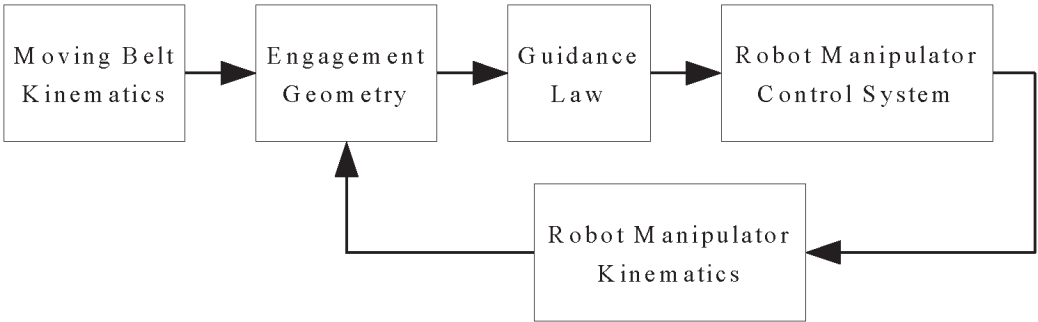 Moving Belt
Kinematics
Engagement
Geometry
Guidance
Law
Robot Manipulator
Control System
Robot Manipulator
Kinematics